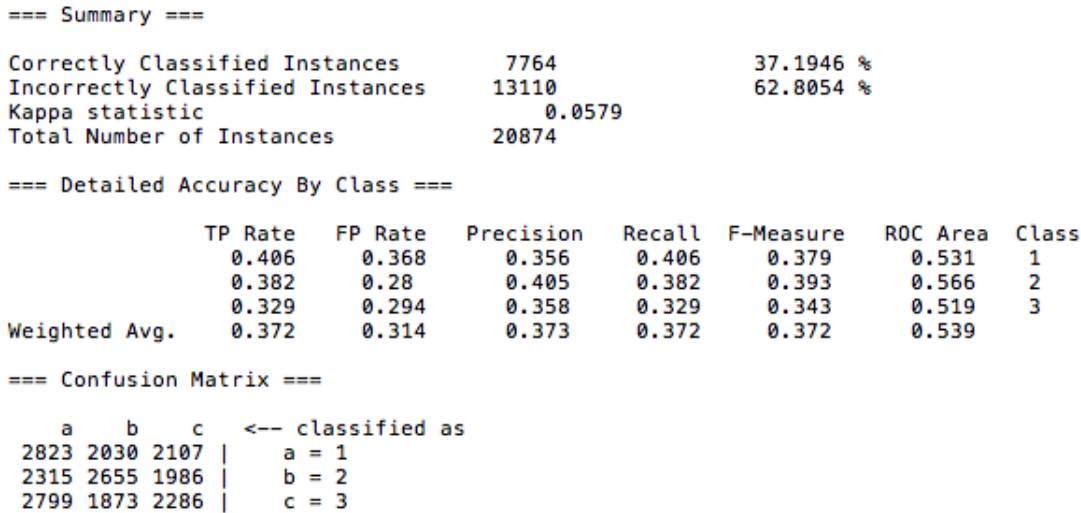 === Summary ===
Correctly Classified Instances 7764 37.1946 %
Incorrectly Classified Instances 13110 62.8054 %
Kappa statistic 0.0579
Total Number of Instances 20874
=== Detailed Accuracy By Class ===
TP Rate FP Rate Precision Recall F-Measure ROC Area Class
0.406 0.368 0.356 0.406 0.379 0.531 1
0.382 0.28 0.405 0.382 0.393 0.566 2
0.329 0.294 0.358 0.329 0.343 0.519 3
Weighted Avg. 0.372 0.314 0.373 0.372 0.372 0.539
=== Confusion Matrix ===
a b c <-- classified as
2823 2030 2107 | a = 1
2315 2655 1986 | b = 2
2799 1873 2286 | c = 3